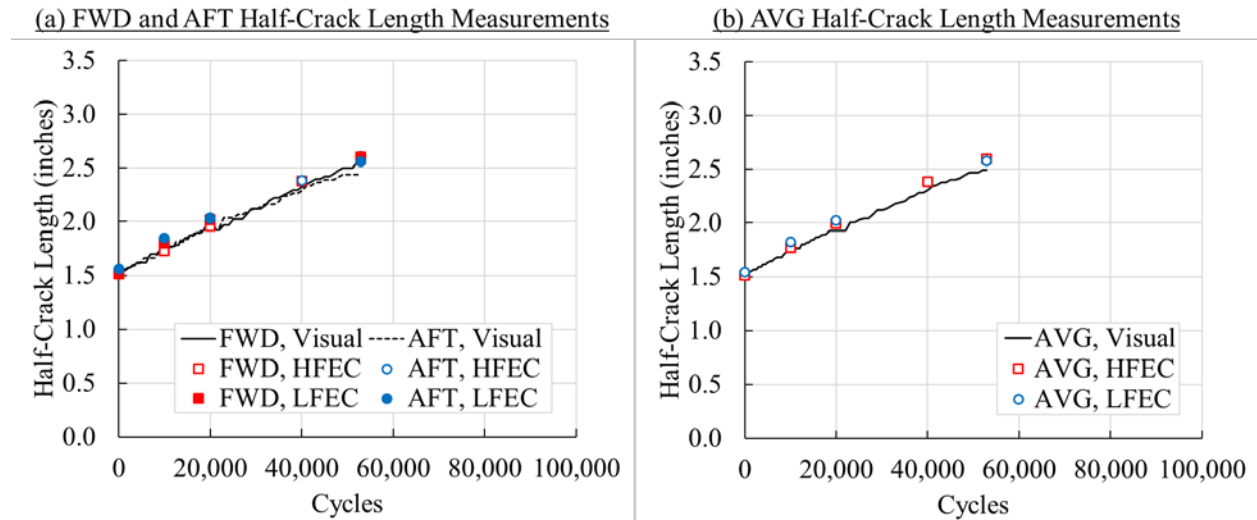 (a) FWD and AFT Half-Crack Length Measurements
(b) AVG Half-Crack Length Measurements
Half-Crack Length (inches)
3.5
3.0
2.5
2.0
1.5
1.0
0.5
0.0
FWD, Visual
AFT, Visual
FWD, HFEC
AFT, HFEC
FWD, LFEC
AFT, LFEC
0
20,000
40,000
60,000
80,000
100,000
Cycles
Half-Crack Length (inches)
3.5
3.0
2.5
2.0
1.5
1.0
0.5
0.0
AVG, Visual
AVG, HFEC
AVG, LFEC
0
20,000
40,000
60,000
80,000
100,000
Cycles